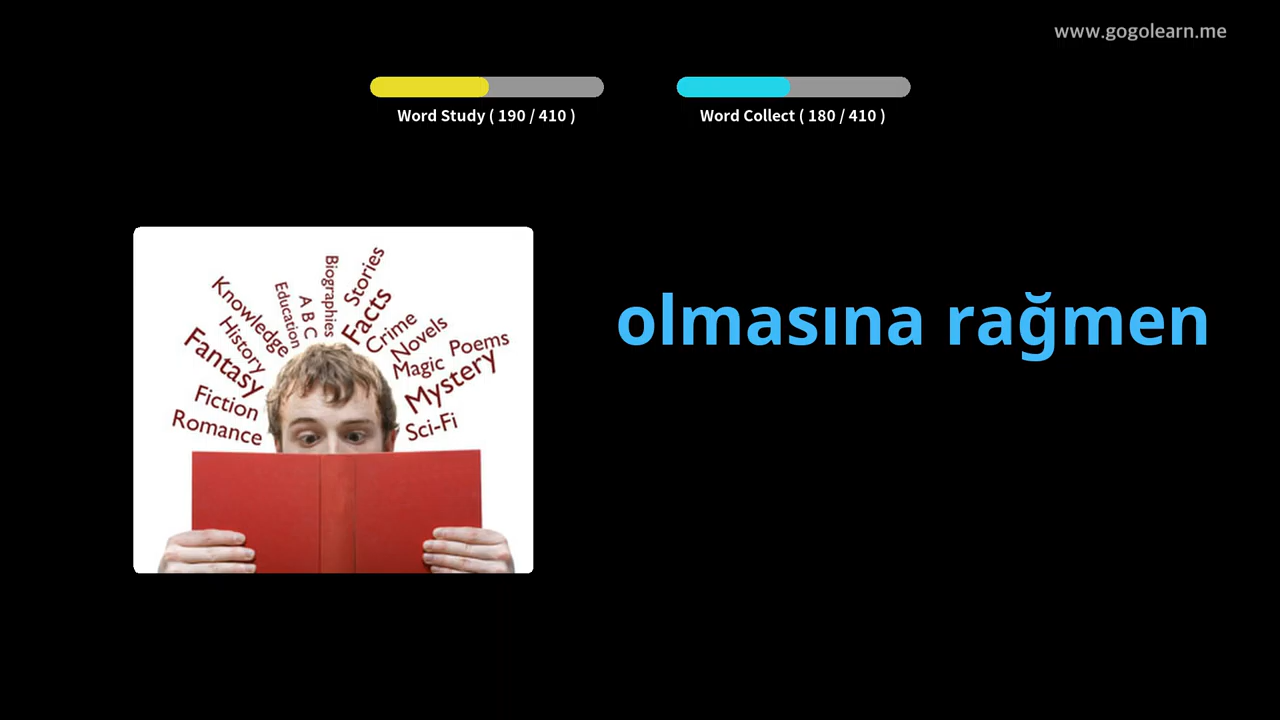 www.gogolearn.me
Word Study ( 190 / 410 )
Word Collect ( 180 / 410 )
Biographies
Stories
Education
A B C
Facts
Knowledge
Crime
History
Novels
Fantasy
Magic
Poems
Mystery
Fiction
Romance
Sci-Fi
olmasına rağmen